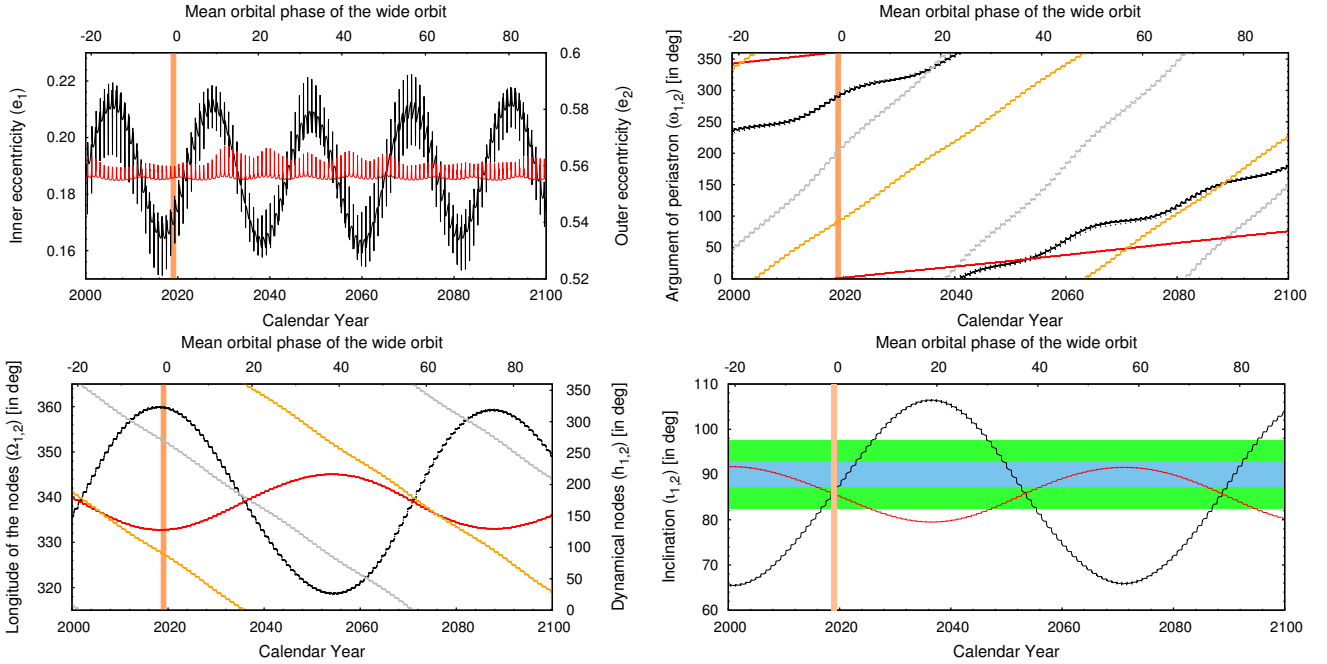 Mean orbital phase of the wide orbit
-20 0 20 40 60 80
Inner eccentricity (e1)
0.22
0.20
0.18
0.16
Outer eccentricity (e2)
0.6
0.58
0.56
0.54
0.52
2000 2020 2040 2060 2080 2100
Calendar Year
Mean orbital phase of the wide orbit
-20 0 20 40 60 80
Argument of periastron (ω1,2) [in deg]
350
300
250
200
150
100
50
0
2000 2020 2040 2060 2080 2100
Calendar Year
Mean orbital phase of the wide orbit
-20 0 20 40 60 80
Longitude of the nodes (Ω1,2) [in deg]
360
350
340
330
320
Dynamical nodes (h1,2) [in deg]
350
300
250
200
150
100
50
0
2000 2020 2040 2060 2080 2100
Calendar Year
Mean orbital phase of the wide orbit
-20 0 20 40 60 80
Inclination (ι1,2) [in deg]
110
100
90
80
70
60
2000 2020 2040 2060 2080 2100
Calendar Year